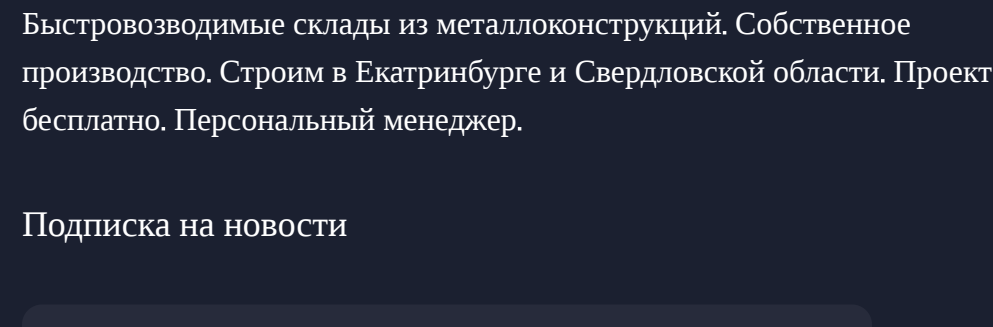 Быстровозводимые склады из металлоконструкций. Собственное
производство. Строим в Екатринбурге и Свердловской области. Проект
бесплатно. Персональный менеджер.
Подписка на новости